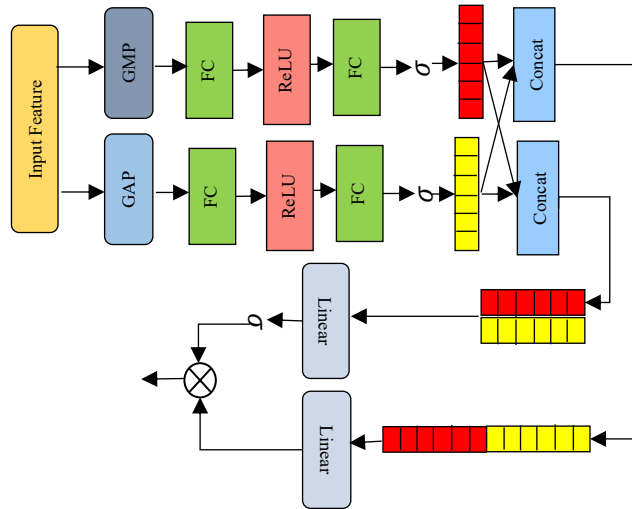 Input Feature
GMP
FC
ReLU
FC
σ
Concat
GAP
FC
ReLU
FC
σ
Concat
σ
Linear
Linear